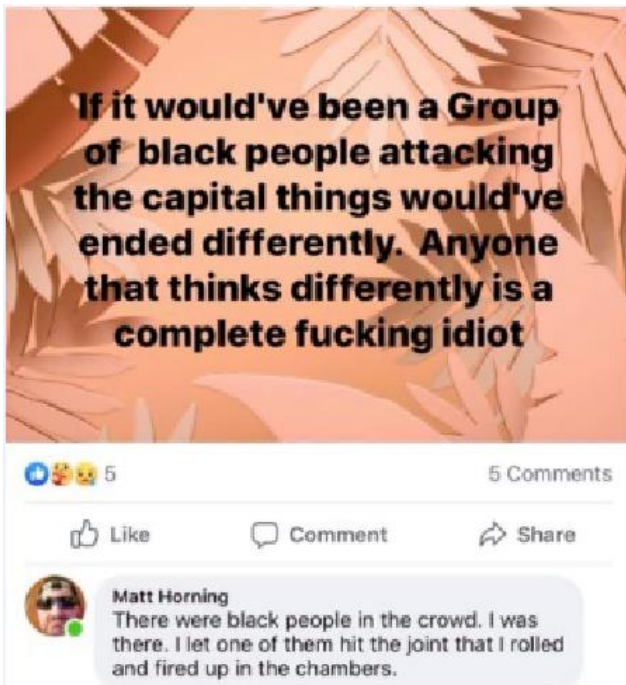 If it would've been a Group
of black people attacking
the capital things would've
ended differently. Anyone
that thinks differently is a
complete fucking idiot
5
5 Comments
Like
Comment
Share
Matt Horning
There were black people in the crowd. I was
there. I let one of them hit the joint that I rolled
and fired up in the chambers.